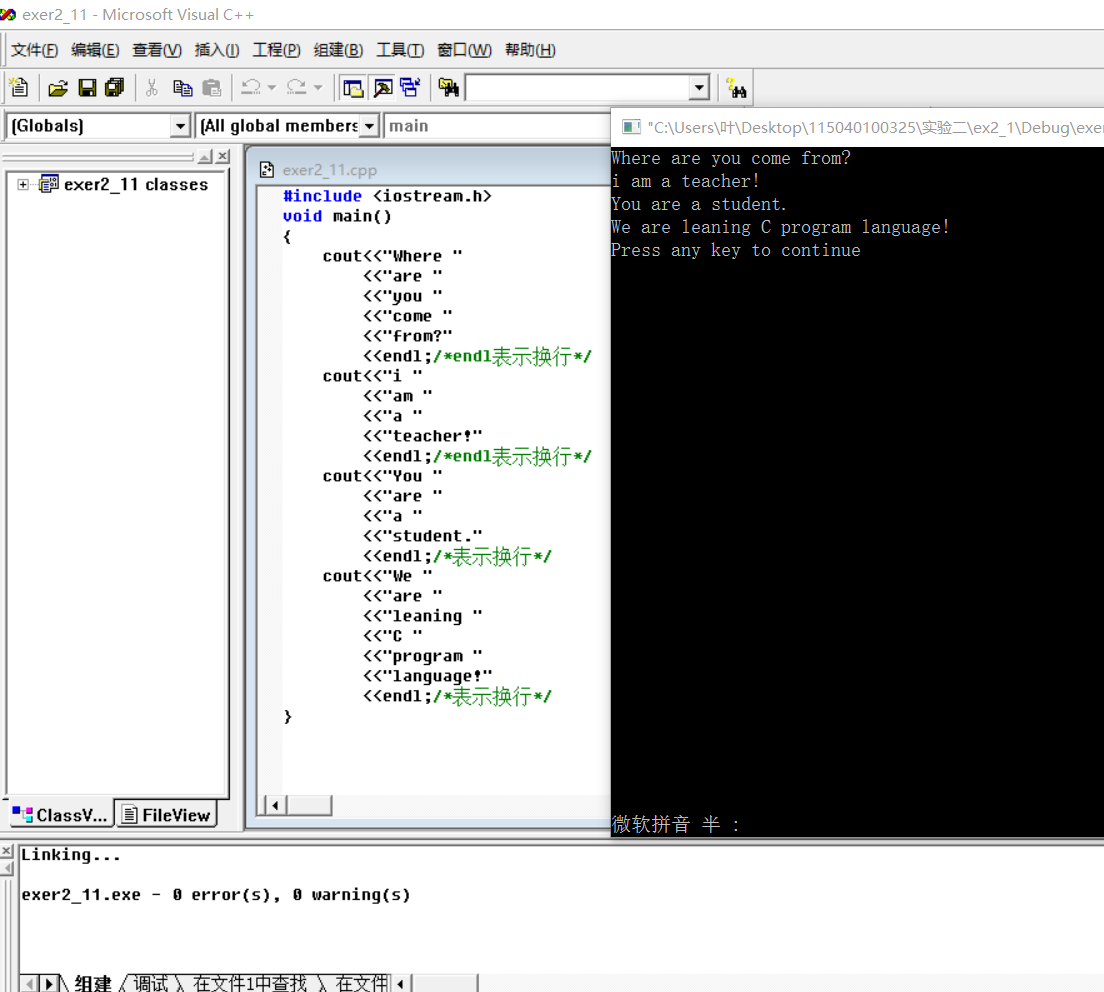 exer2_11 - Microsoft Visual C++
文件(F) 编辑(E) 查看(V) 插入(I) 工程(P) 组建(B) 工具(T) 窗口(W) 帮助(H)
(Globals) (All global members main
exer2_11 classes
ClassV... FileView
exer2_11.cpp
#include <iostream.h>
void main()
{
cout<<"Where "
<<"are "
<<"you "
<<"come "
<<"from?"
<<endl;/*endl表示换行*/
cout<<"i "
<<"am "
<<"a "
<<"teacher!"
<<endl;/*endl表示换行*/
cout<<"You "
<<"are "
<<"a "
<<"student."
<<endl;/*表示换行*/
cout<<"We "
<<"are "
<<"leaning "
<<"C "
<<"program "
<<"language!"
<<endl;/*表示换行*/
}
"C:\Users\叶\Desktop\115040100325\实验二\ex2_1\Debug\exer
Where are you come from?
i am a teacher!
You are a student.
We are leaning C program language!
Press any key to continue
微软拼音 半 :
Linking...
exer2_11.exe - 0 error(s), 0 warning(s)
组建 调试 在文件1中查找 在文件